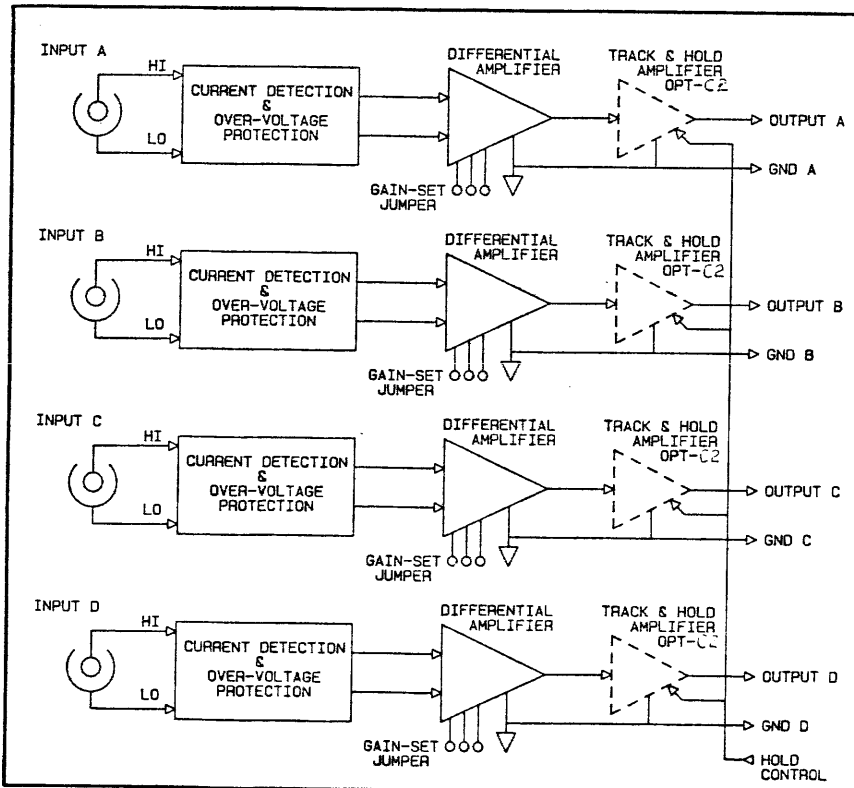 INPUT A
HI
LO
CURRENT DETECTION
&
OVER-VOLTAGE
PROTECTION
DIFFERENTIAL
AMPLIFIER
GAIN-SET
JUMPER
TRACK & HOLD
AMPLIFIER
OPT-C2
OUTPUT A
GND A
INPUT B
HI
LO
CURRENT DETECTION
&
OVER-VOLTAGE
PROTECTION
DIFFERENTIAL
AMPLIFIER
GAIN-SET
JUMPER
TRACK & HOLD
AMPLIFIER
OPT-C2
OUTPUT B
GND B
INPUT C
HI
LO
CURRENT DETECTION
&
OVER-VOLTAGE
PROTECTION
DIFFERENTIAL
AMPLIFIER
GAIN-SET
JUMPER
TRACK & HOLD
AMPLIFIER
OPT-C2
OUTPUT C
GND C
INPUT D
HI
LO
CURRENT DETECTION
&
OVER-VOLTAGE
PROTECTION
DIFFERENTIAL
AMPLIFIER
GAIN-SET
JUMPER
TRACK & HOLD
AMPLIFIER
OPT-C2
OUTPUT D
GND D
HOLD
CONTROL